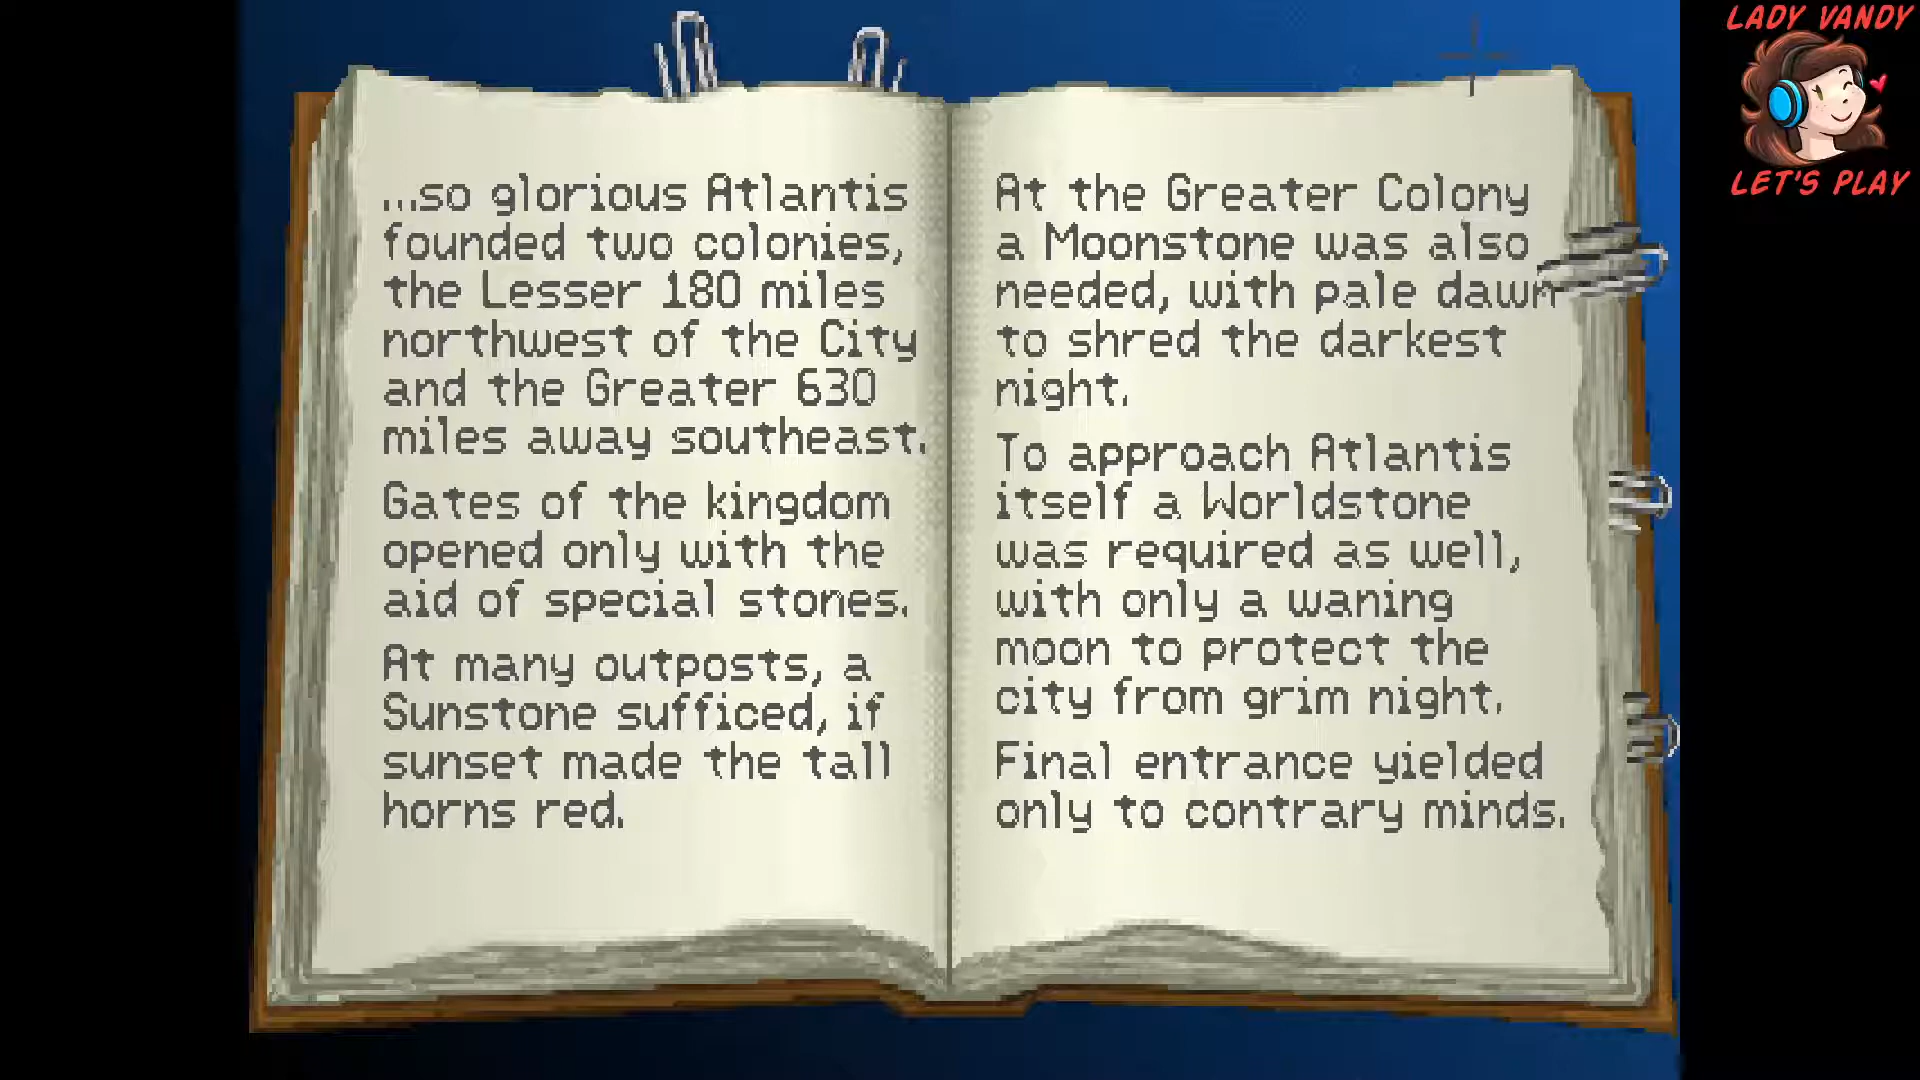 ...so glorious Atlantis
founded two colonies,
the Lesser 180 miles
northwest of the City
and the Greater 630
miles away southeast.
Gates of the kingdom
opened only with the
aid of special stones.
At many outposts, a
Sunstone sufficed, if
sunset made the tall
horns red.
At the Greater Colony
a Moonstone was also
needed, with pale dawn
to shred the darkest
night.
To approach Atlantis
itself a Worldstone
was required as well,
with only a waning
moon to protect the
city from grim night.
Final entrance yielded
only to contrary minds.
LADY VANDY
LET'S PLAY